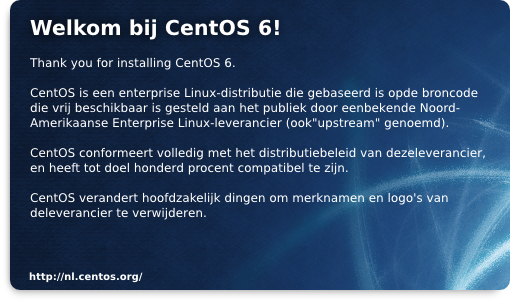 Welkom bij CentOS 6!
Thank you for installing CentOS 6.
CentOS is een enterprise Linux-distributie die gebaseerd is opde broncode
die vrij beschikbaar is gesteld aan het publiek door eenbekende Noord-
Amerikaanse Enterprise Linux-leverancier (ook"upstream" genoemd).
CentOS conformeert volledig met het distributiebeleid van dezeleverancier,
en heeft tot doel honderd procent compatibel te zijn.
CentOS verandert hoofdzakelijk dingen om merknamen en logo's van
deleverancier te verwijderen.
http://nl.centos.org/